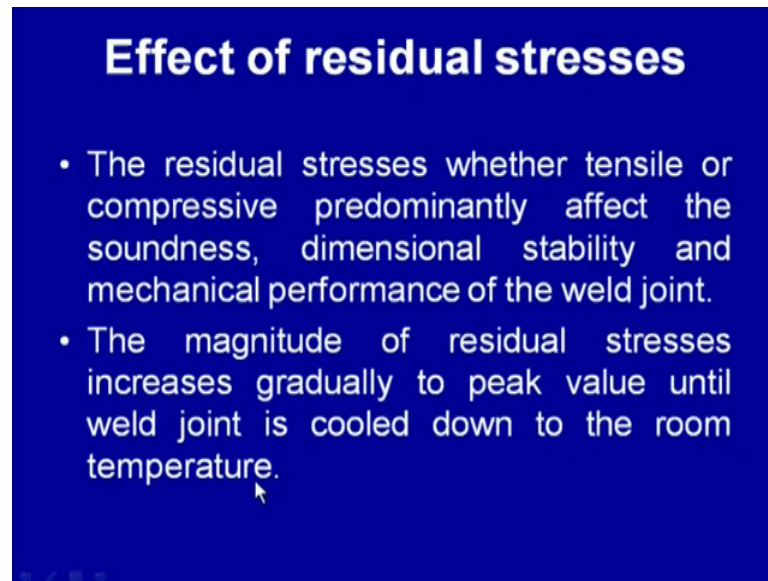 Effect of residual stresses
• The residual stresses whether tensile or
compressive predominantly affect the
soundness, dimensional stability and
mechanical performance of the weld joint.
• The magnitude of residual stresses
increases gradually to peak value until
weld joint is cooled down to the room
temperature.